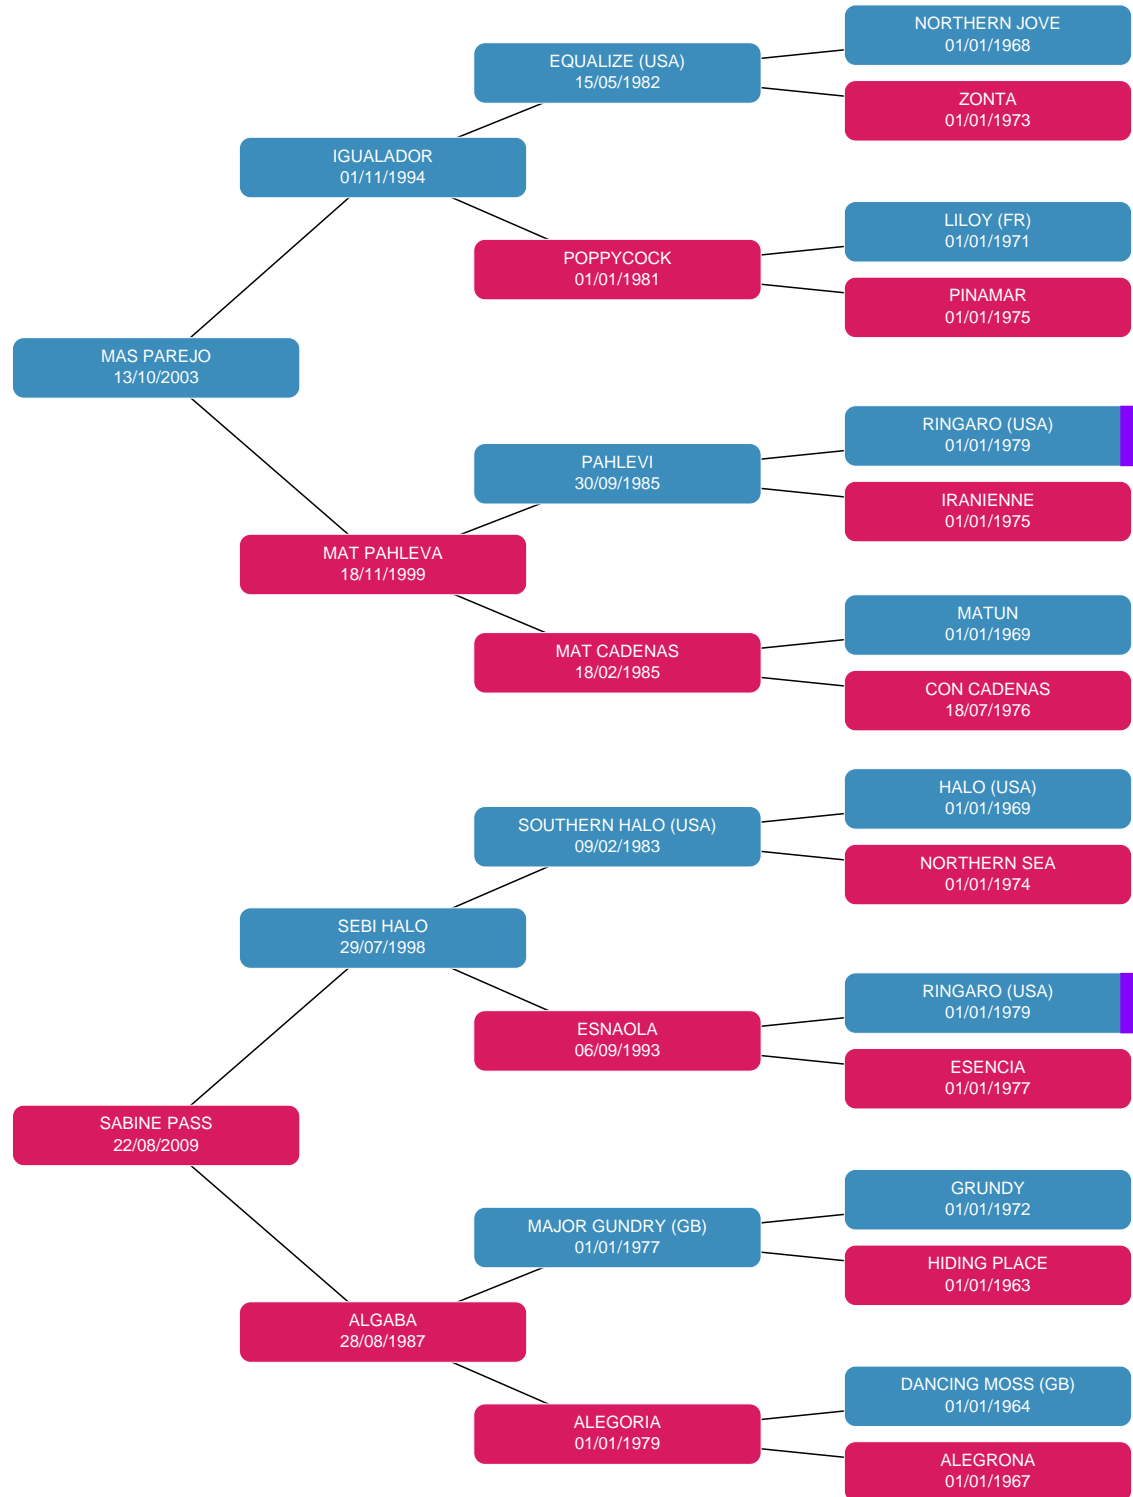 NORTHERN JOVE
01/01/1968
EQUALIZE (USA)
15/05/1982
ZONTA
01/01/1973
IGUALADOR
01/11/1994
LILOY (FR)
01/01/1971
POPPYCOCK
01/01/1981
PINAMAR
01/01/1975
MAS PAREJO
13/10/2003
RINGARO (USA)
01/01/1979
PAHLEVI
30/09/1985
IRANIENNE
01/01/1975
MAT PAHLEVA
18/11/1999
MATUN
01/01/1969
MAT CADENAS
18/02/1985
CON CADENAS
18/07/1976
HALO (USA)
01/01/1969
SOUTHERN HALO (USA)
09/02/1983
NORTHERN SEA
01/01/1974
SEBI HALO
29/07/1998
RINGARO (USA)
01/01/1979
ESNAOLA
06/09/1993
ESENCIA
01/01/1977
SABINE PASS
22/08/2009
GRUNDY
01/01/1972
MAJOR GUNDRY (GB)
01/01/1977
HIDING PLACE
01/01/1963
ALGABA
28/08/1987
DANCING MOSS (GB)
01/01/1964
ALEGORIA
01/01/1979
ALEGRONA
01/01/1967